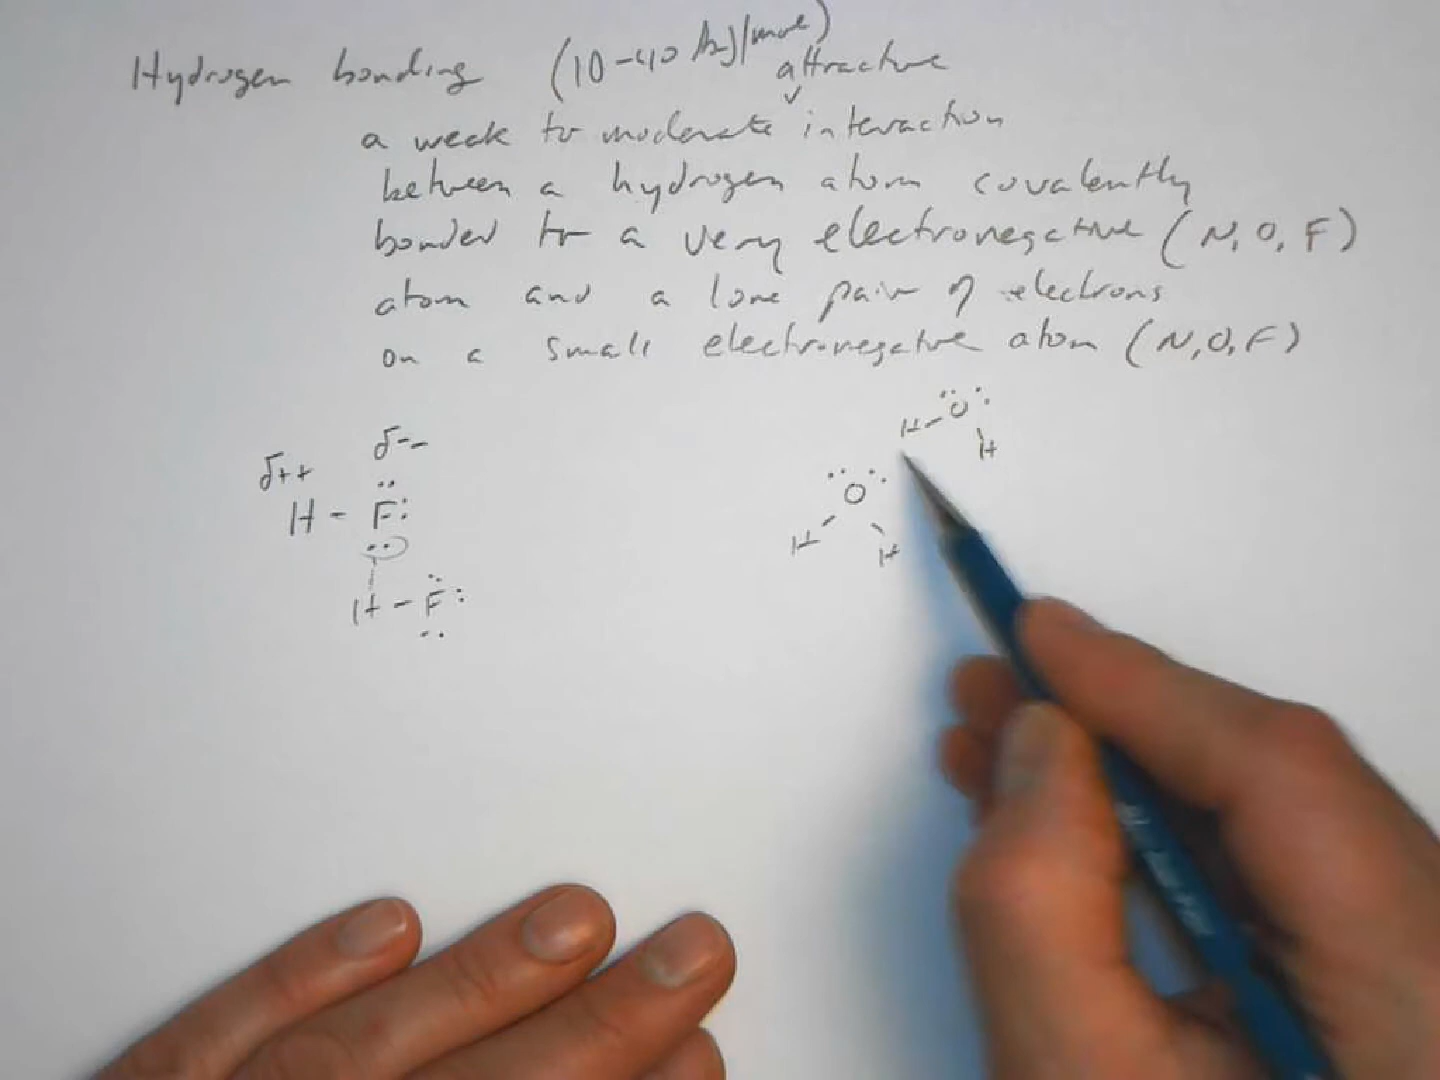 Hydrogen bonding (10-40 kJ/mole)
attractive
a weak to moderate interaction
between a hydrogen atom covalently
bonded to a very electronegative (N, O, F)
atom and a lone pair of electrons
on a small electronegative atom (N, O, F)
δ--
δ++
H - F
H - F
H - O
H
O
H H